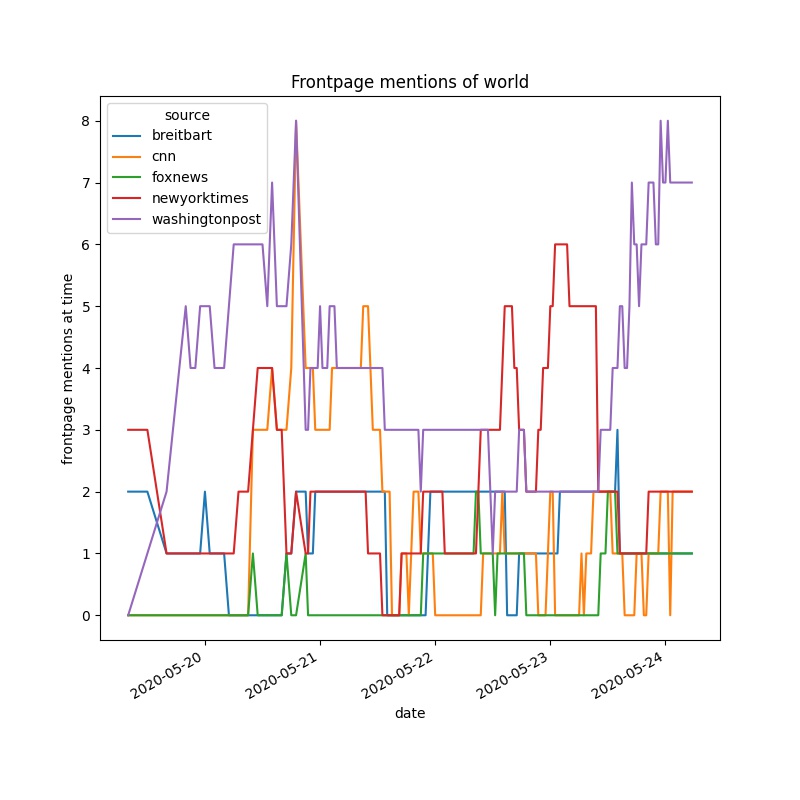 Frontpage mentions of world
source
breitbart
cnn
foxnews
newyorktimes
washingtonpost
frontpage mentions at time
8
7
6
5
4
3
2
1
0
2020-05-20
2020-05-21
2020-05-22
2020-05-23
2020-05-24
date